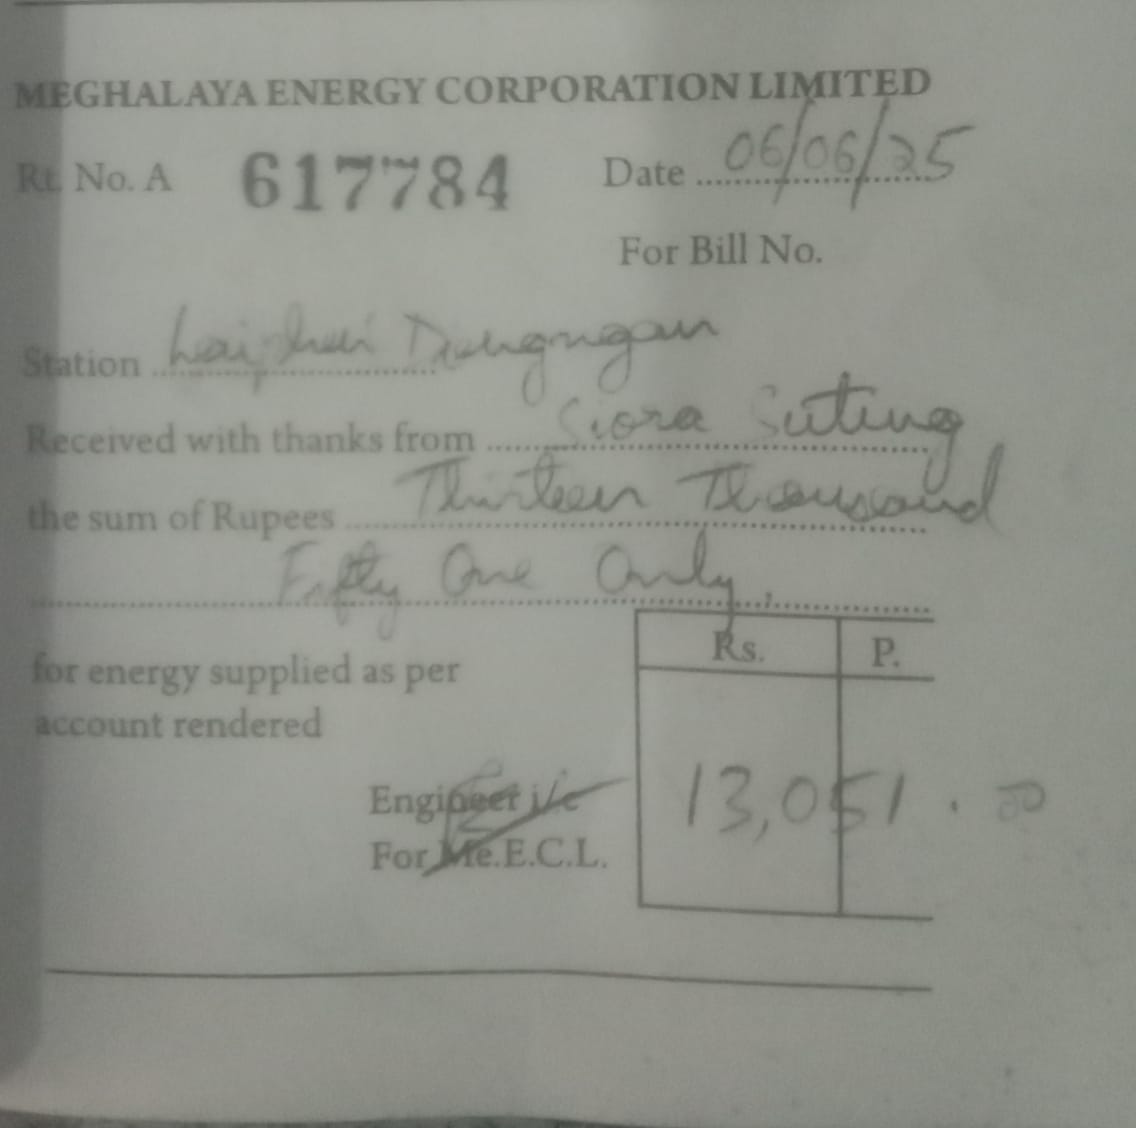 MEGHALAYA ENERGY CORPORATION LIMITED
Rt. No. A 617784 Date 06/06/25
For Bill No.
Station
Received with thanks from Siora Suting
the sum of Rupees Thirteen Thousand
Fifty One Only
Rs. P.
for energy supplied as per
account rendered
13,051.00
Engineer i/c
For Me.E.C.L.